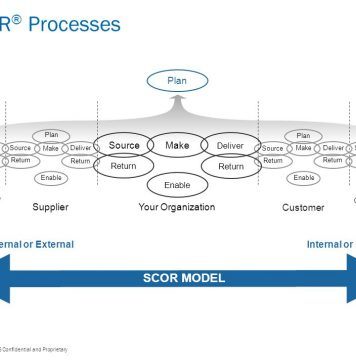 R® Processes
Plan
Plan
Plan
Source Make Deliver
Source Make Deliver
Source Make Deliver
Return Return
Return Return
Return Return
Enable
Enable
Enable
Supplier
Your Organization
Customer
ernal or External
Internal or
SCOR MODEL
Confidential and Proprietary